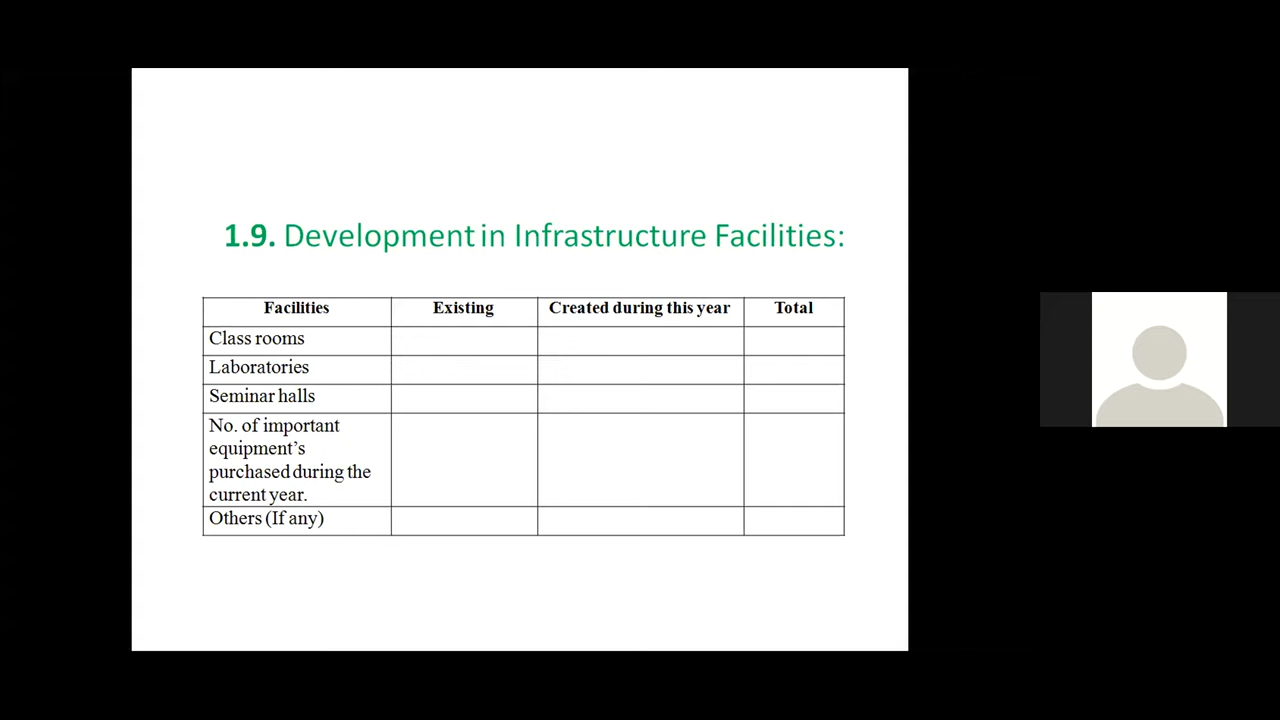 1.9. Development in Infrastructure Facilities:
Facilities Existing Created during this year Total
Class rooms
Laboratories
Seminar halls
No. of important
equipment’s
purchased during the
current year.
Others (If any)